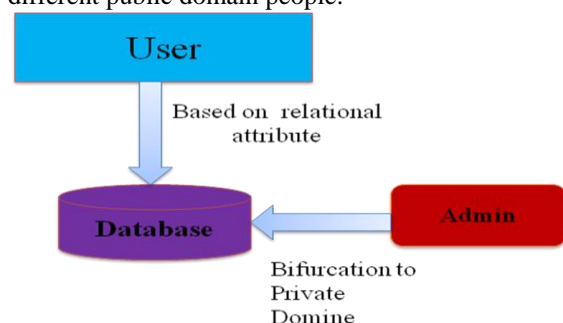 different public domain people.
User
Based on relational
attribute
Database
Admin
Bifurcation to
Private
Domine